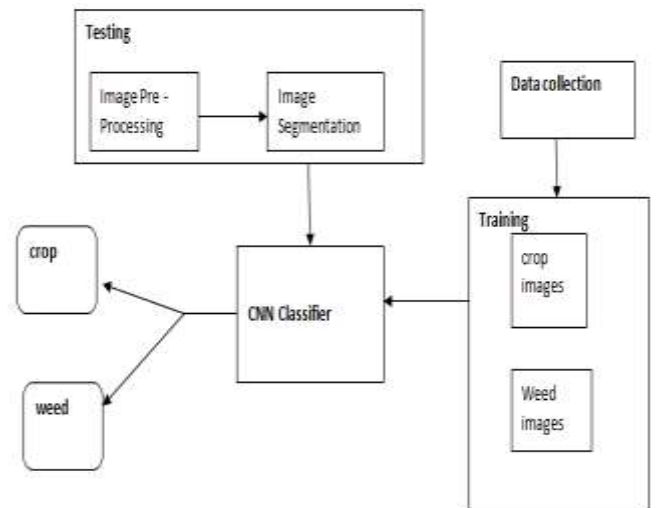 Testing
Image Pre -
Processing
Image
Segmentation
Data collection
Training
crop
images
Weed
images
CNN Classifier
crop
weed